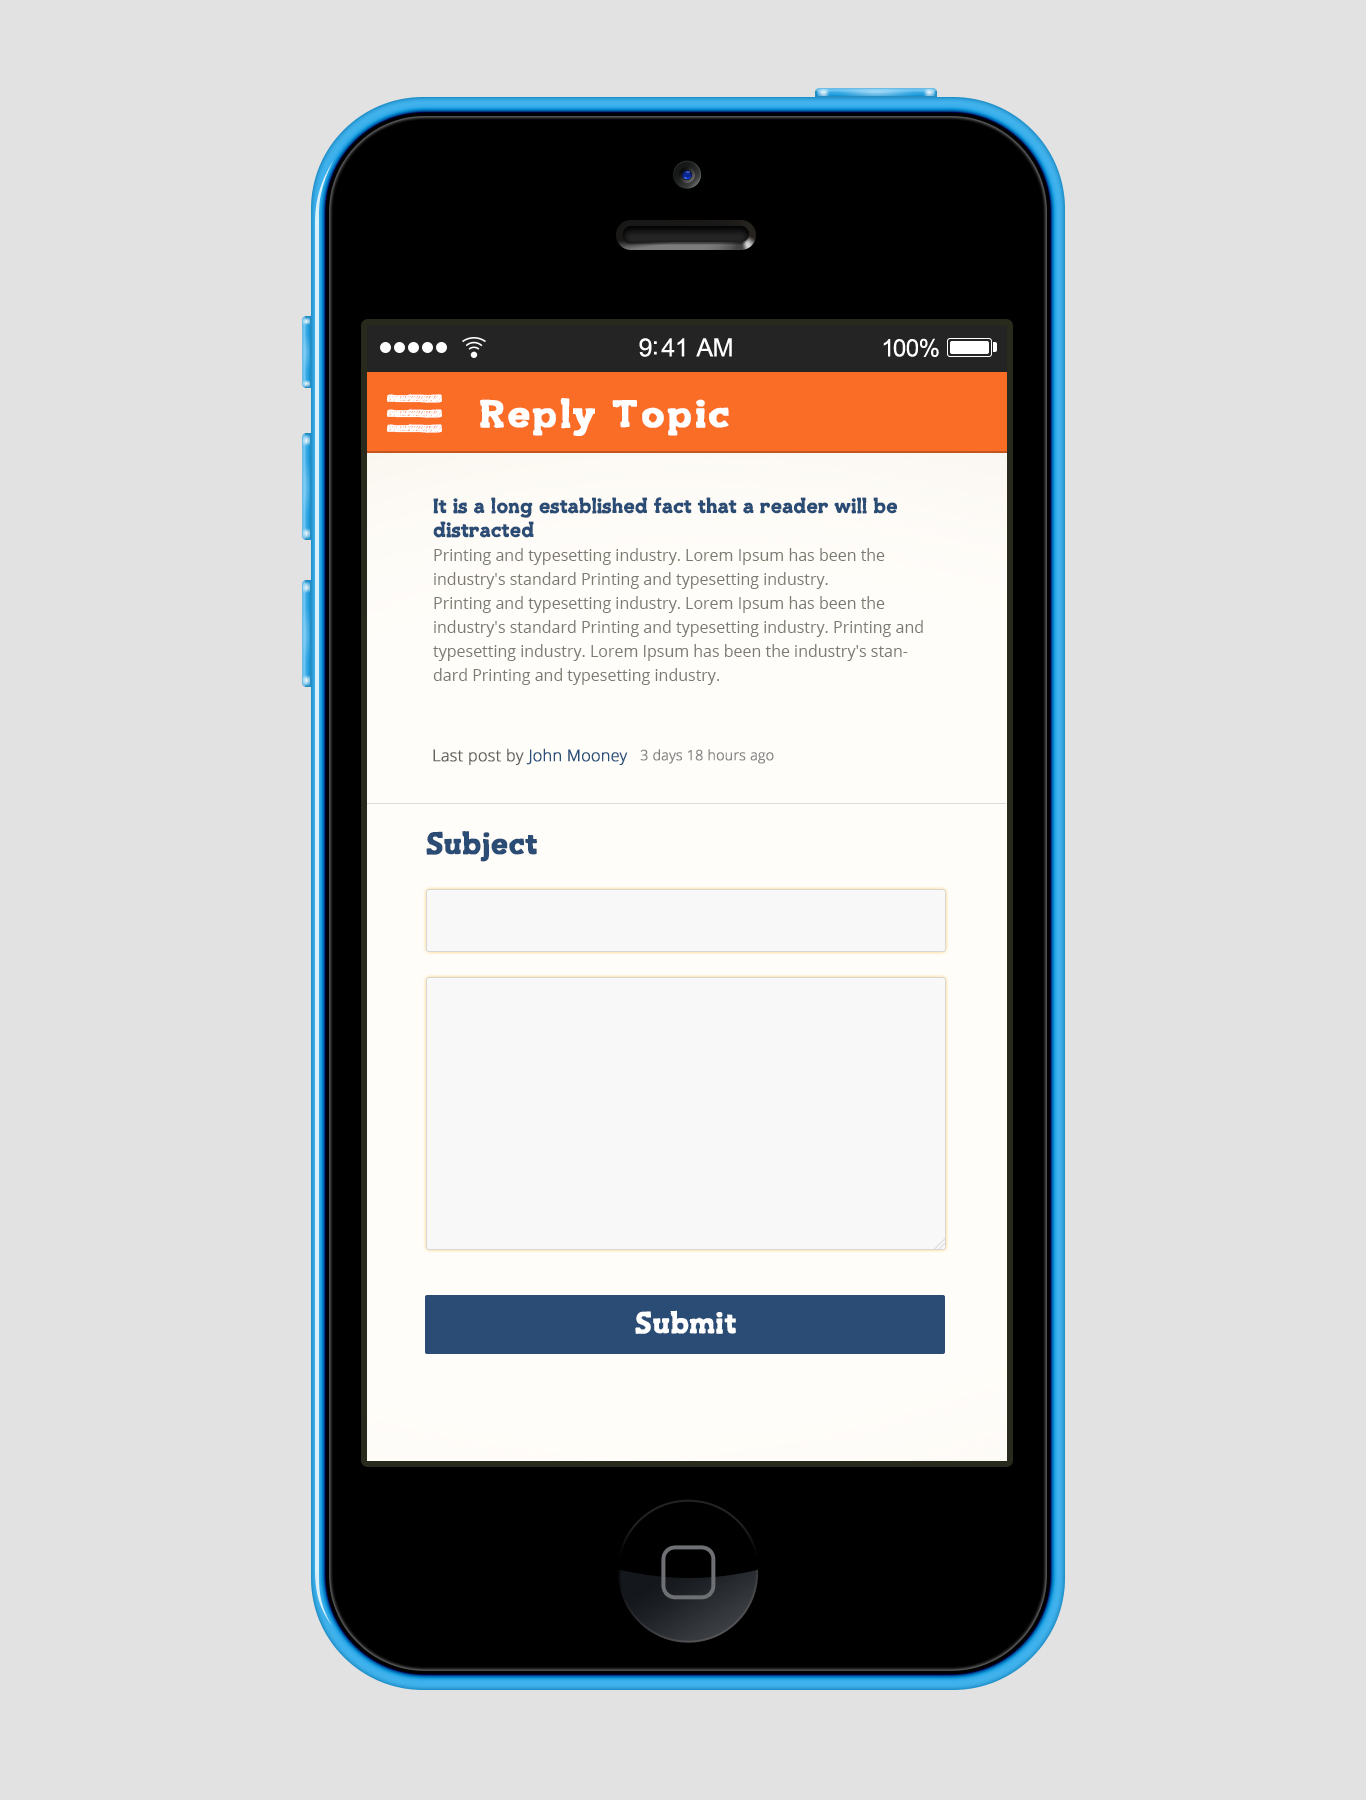 9:41 AM
100%
Reply Topic
It is a long established fact that a reader will be
distracted
Printing and typesetting industry. Lorem Ipsum has been the
industry's standard Printing and typesetting industry.
Printing and typesetting industry. Lorem Ipsum has been the
industry's standard Printing and typesetting industry. Printing and
typesetting industry. Lorem Ipsum has been the industry's stan-
dard Printing and typesetting industry.
Last post by John Mooney 3 days 18 hours ago
Subject
Submit